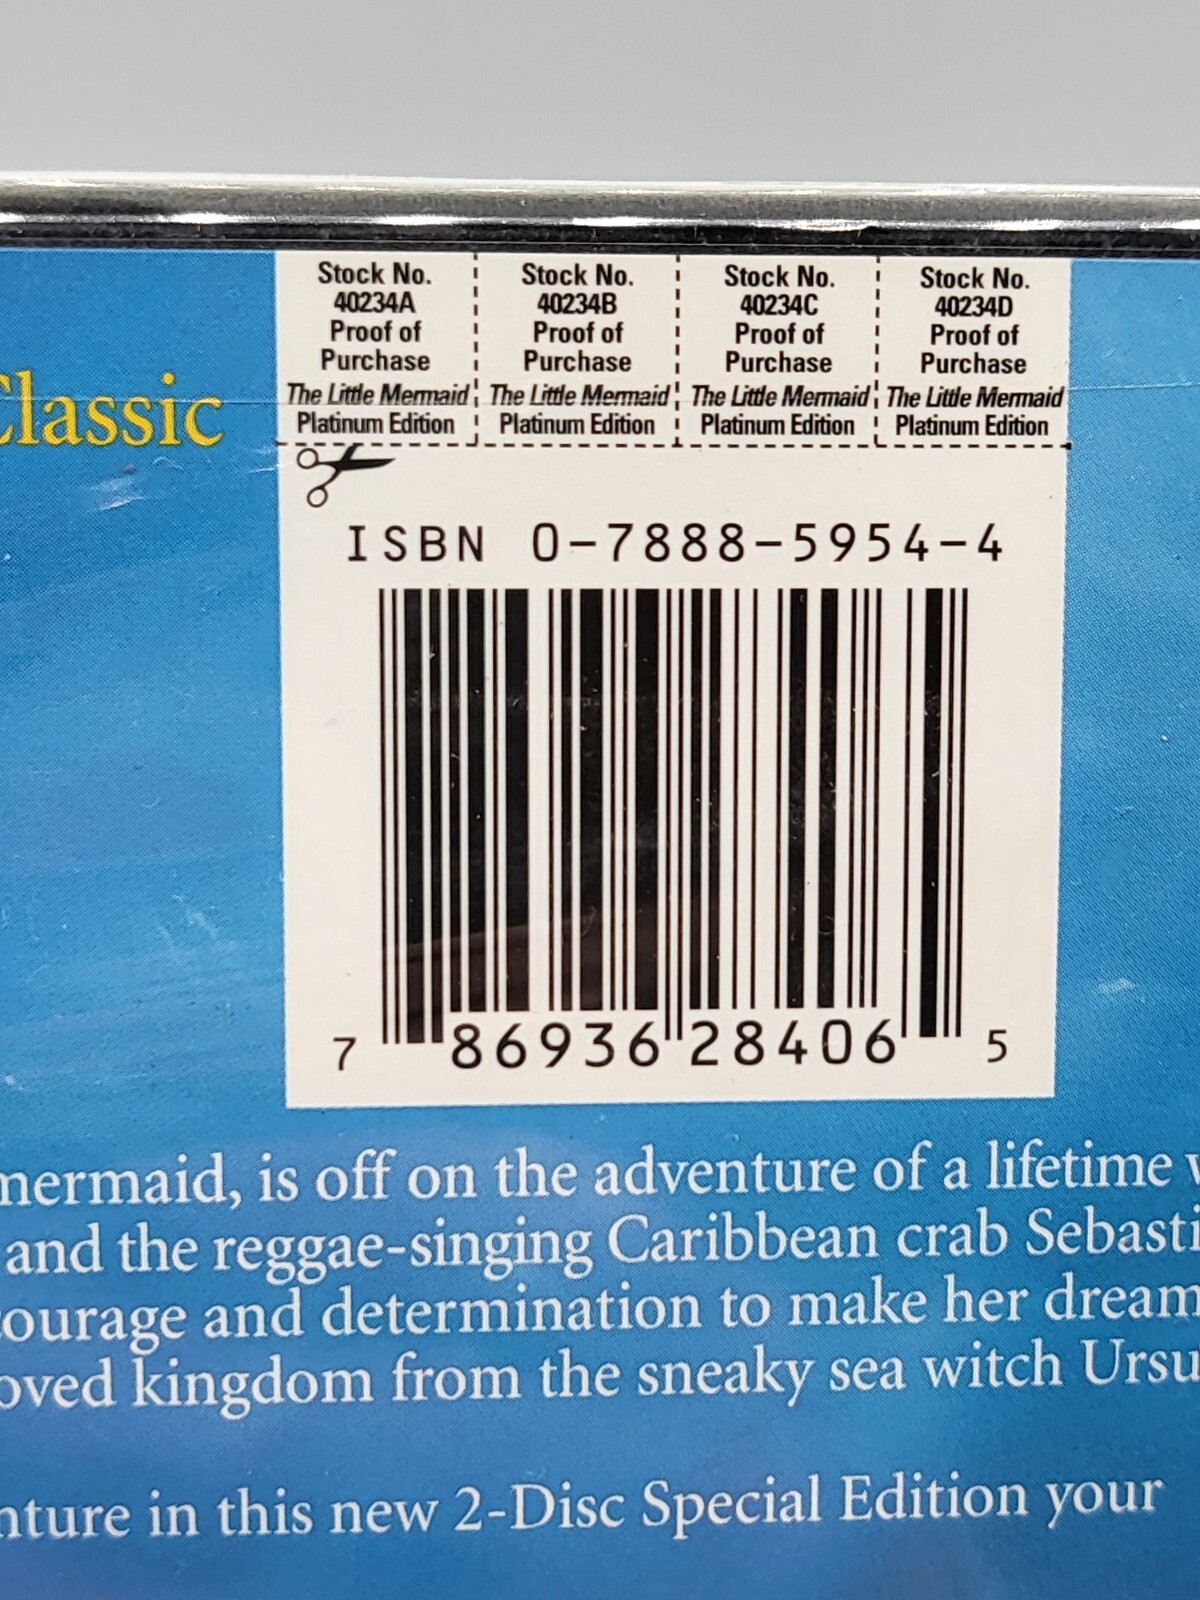 Classic
Stock No.
40234A
Proof of
Purchase
The Little Mermaid
Platinum Edition
Stock No.
40234B
Proof of
Purchase
The Little Mermaid
Platinum Edition
Stock No.
40234C
Proof of
Purchase
The Little Mermaid
Platinum Edition
Stock No.
40234D
Proof of
Purchase
The Little Mermaid
Platinum Edition
ISBN 0-7888-5954-4
7 86936 28406 5
mermaid, is off on the adventure of a lifetime
and the reggae-singing Caribbean crab Sebasti
courage and determination to make her dream
oved kingdom from the sneaky sea witch Ursu
nture in this new 2-Disc Special Edition your